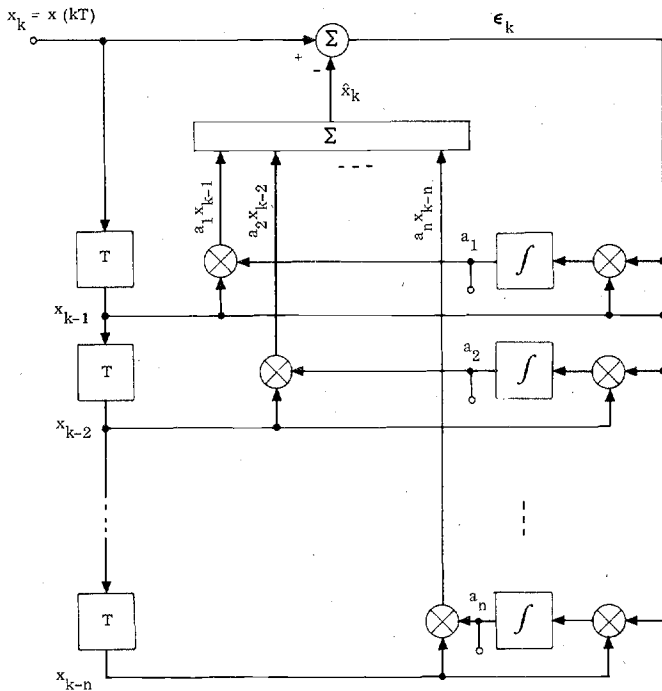 x_k = x (kT)
ϵ_k
Σ
+
-
x̂_k
Σ
a_1 x_{k-1}
a_2 x_{k-2}
a_n x_{k-n}
T
a_1
∫
x_{k-1}
T
a_2
∫
x_{k-2}
T
a_n
∫
x_{k-n}